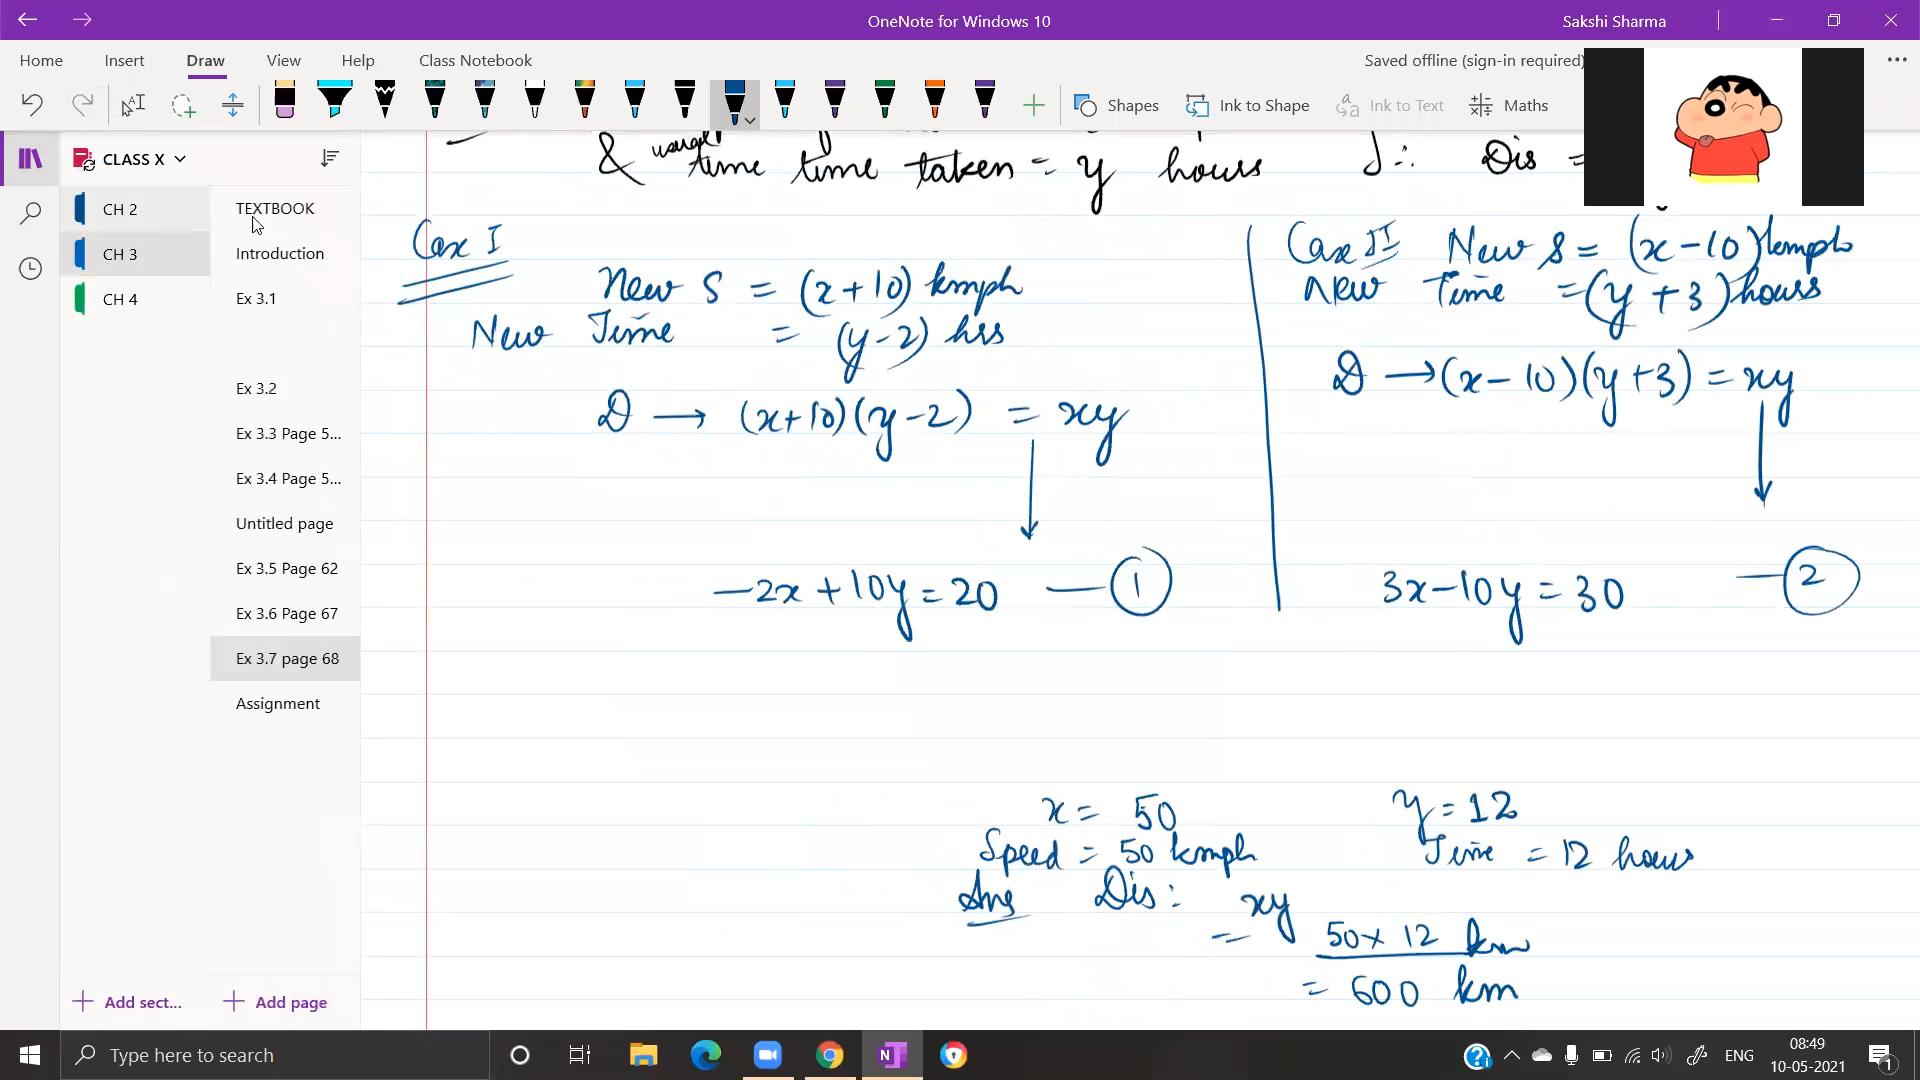 OneNote for Windows 10
Sakshi Sharma
Home Insert Draw View Help Class Notebook
Saved offline (sign-in required)
Shapes Ink to Shape Ink to Text Maths
CLASS X
CH 2
CH 3
CH 4
TEXTBOOK
Introduction
Ex 3.1
Ex 3.2
Ex 3.3 Page 5...
Ex 3.4 Page 5...
Untitled page
Ex 3.5 Page 62
Ex 3.6 Page 67
Ex 3.7 page 68
Assignment
Add sect...
Add page
& usual time time taken = y hours ∴ Dis =
Case I
New S = (x+10) kmph
New Time = (y-2) hrs
D → (x+10)(y-2) = xy
-2x + 10y = 20 — 1
Case II New S = (x-10) kmph
New Time = (y+3) hours
D → (x-10)(y+3) = xy
3x-10y = 30 — 2
x = 50 y = 12
Speed = 50 kmph Time = 12 hours
Ans Dis : xy
= 50 x 12 km
= 600 km
Type here to search
ENG
08:49
10-05-2021
1